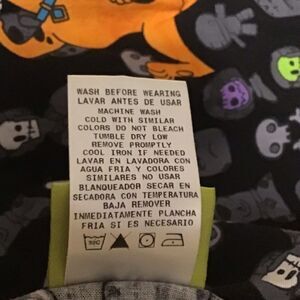 WASH BEFORE WEARING
LAVAR ANTES DE USAR
MACHINE WASH
COLD WITH SIMILAR
COLORS DO NOT BLEACH
TUMBLE DRY LOW
REMOVE PROMPTLY
COOL IRON IF NEEDED
LAVAR EN LAVADORA CON
AGUA FRIA Y COLORES
SIMILARES NO USAR
BLANQUEADOR SECAR EN
SECADORA CON TEMPERATURA
BAJA REMOVER
INMEDIATAMENTE PLANCHA
FRIA SI ES NECESARIO